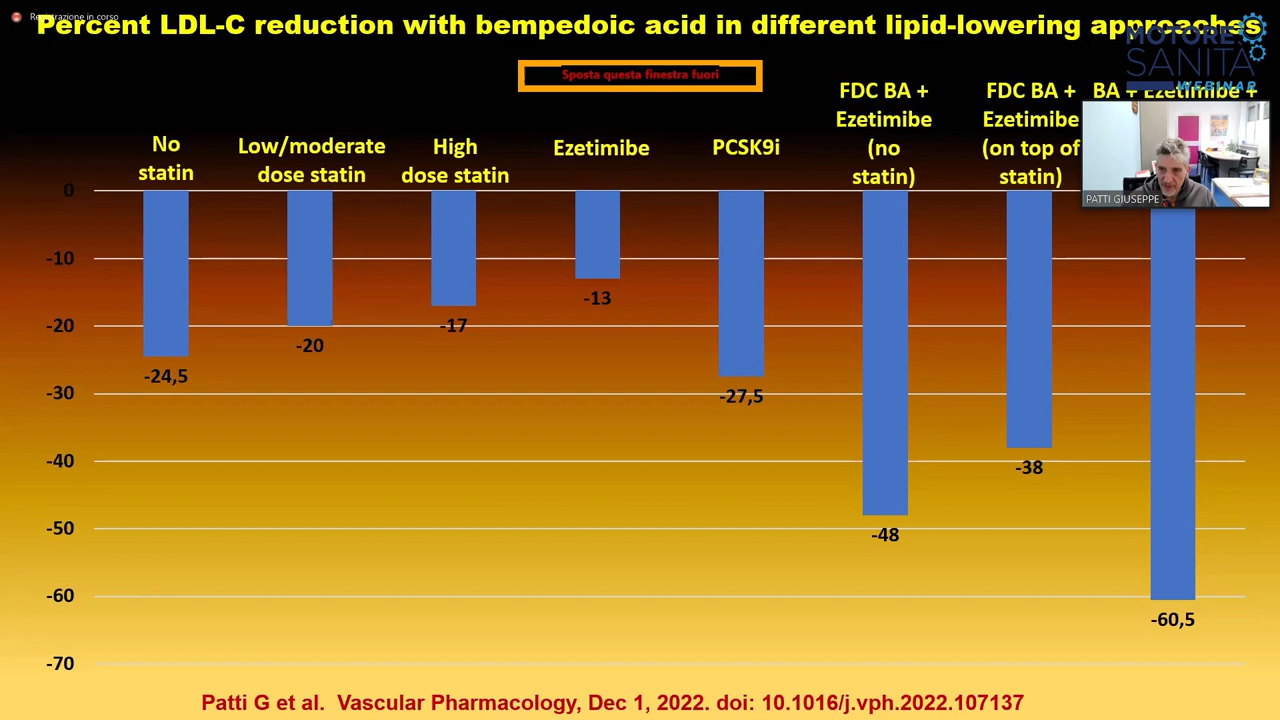 Registrazione in corso
Percent LDL-C reduction with bempedoic acid in different lipid-lowering approaches
MOTORE
SANITÀ
WEBINAR
Sposta questa finestra fuori
No
statin
Low/moderate
dose statin
High
dose statin
Ezetimibe
PCSK9i
FDC BA +
Ezetimibe
(no
statin)
FDC BA +
Ezetimibe
(on top of
statin)
BA + Ezetimibe +
PATTI GIUSEPPE
0
-10
-20
-30
-40
-50
-60
-70
-24,5
-20
-17
-13
-27,5
-48
-38
-60,5
Patti G et al. Vascular Pharmacology, Dec 1, 2022. doi: 10.1016/j.vph.2022.107137